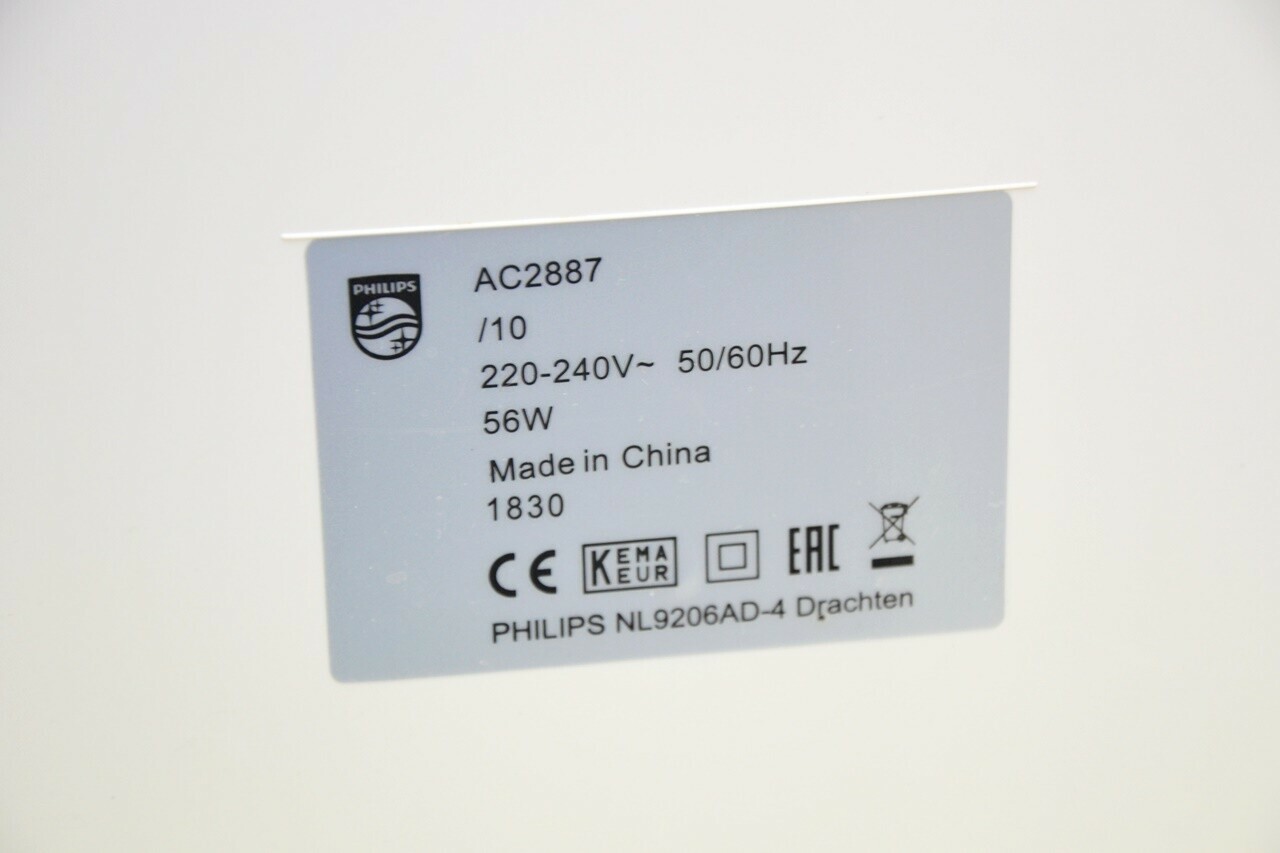 PHILIPS
AC2887
/10
220-240V~ 50/60Hz
56W
Made in China
1830
CE KEMA EUR EAC
PHILIPS NL9206AD-4 Drachten